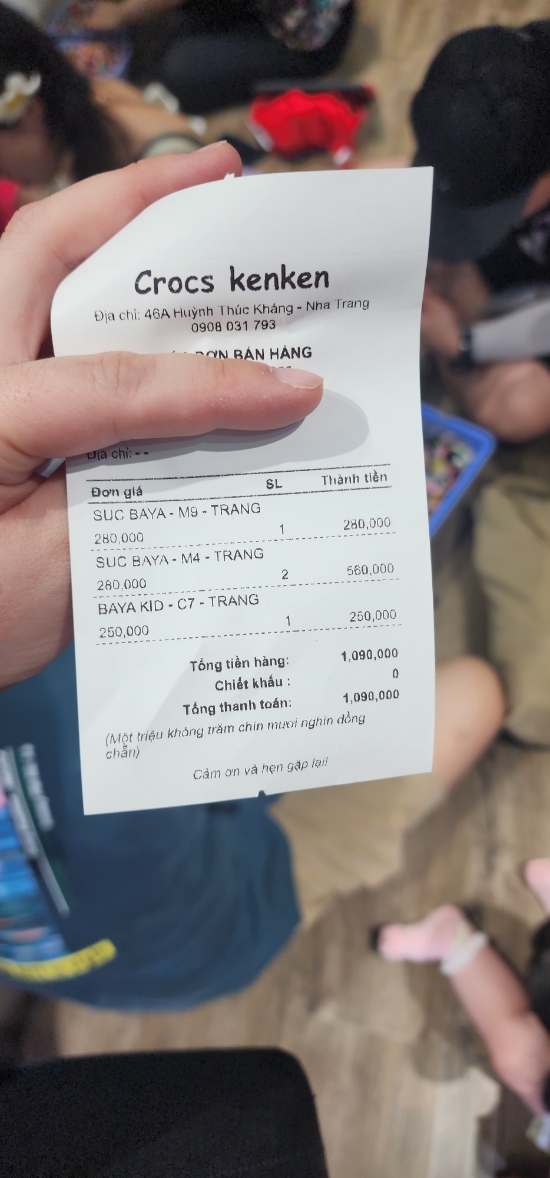 Crocs kenken
Địa chỉ: 46A Huỳnh Thúc Kháng - Nha Trang
0908 031 793
ĐƠN BÁN HÀNG
Địa chỉ: - -
Đơn giá SL Thành tiền
SUC BAYA - M9 - TRANG
280,000 1 280,000
SUC BAYA - M4 - TRANG
280,000 2 560,000
BAYA KID - C7 - TRANG
250,000 1 250,000
Tổng tiền hàng: 1,090,000
Chiết khấu : 0
Tổng thanh toán: 1,090,000
(Một triệu không trăm chín mươi nghìn đồng
chẵn)
Cảm ơn và hẹn gặp lại!